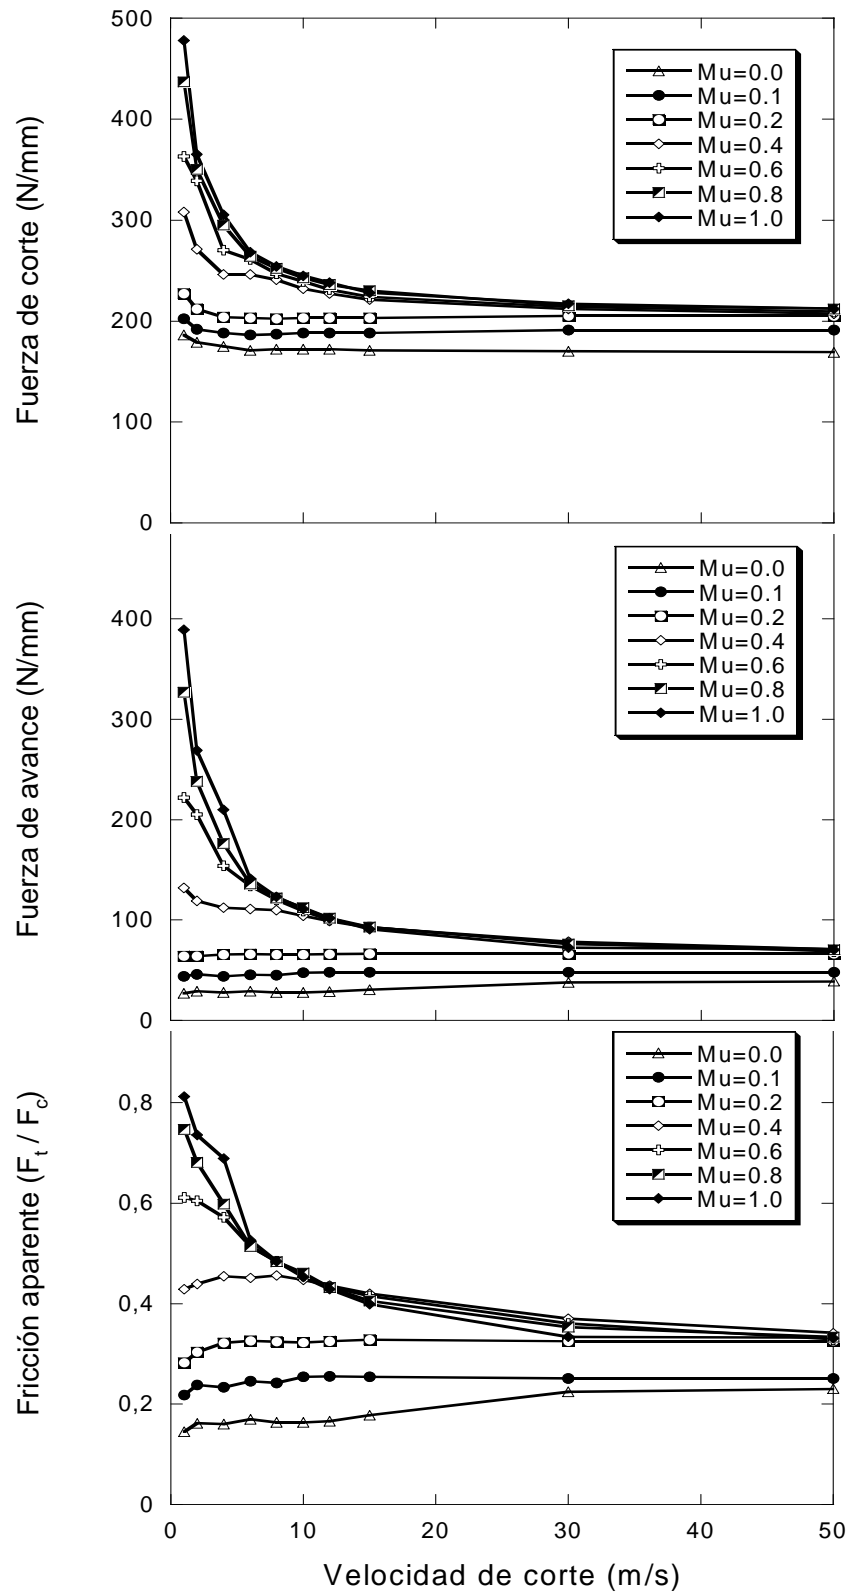 500
400
300
200
100
0
Fuerza de corte (N/mm)
Mu=0.0
Mu=0.1
Mu=0.2
Mu=0.4
Mu=0.6
Mu=0.8
Mu=1.0
400
300
200
100
0
Fuerza de avance (N/mm)
Mu=0.0
Mu=0.1
Mu=0.2
Mu=0.4
Mu=0.6
Mu=0.8
Mu=1.0
0,8
0,6
0,4
0,2
0
Fricción aparente (Ft / Fc)
Mu=0.0
Mu=0.1
Mu=0.2
Mu=0.4
Mu=0.6
Mu=0.8
Mu=1.0
0 10 20 30 40 50
Velocidad de corte (m/s)